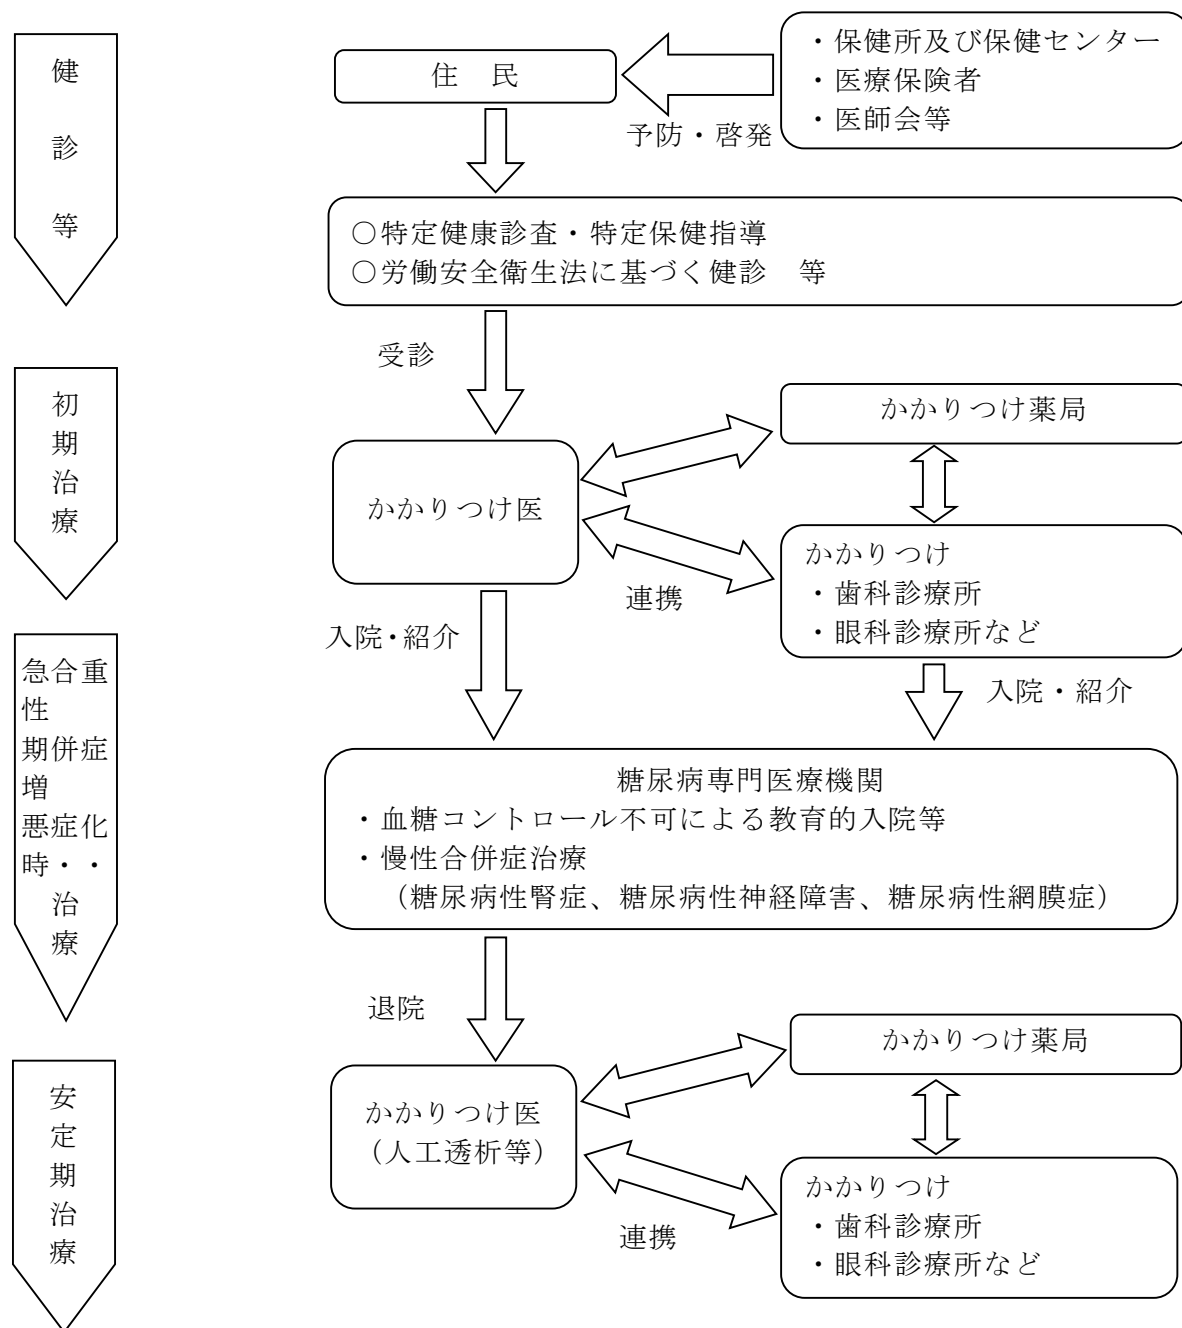 健
診
等
住　民
・保健所及び保健センター
・医療保険者
・医師会等
予防・啓発
○特定健康診査・特定保健指導
○労働安全衛生法に基づく健診　等
受診
初
期
治
療
かかりつけ医
かかりつけ薬局
かかりつけ
・歯科診療所
・眼科診療所など
連携
入院・紹介
入院・紹介
急合重
性
期併症
増
悪症化
時・・
治
療
糖尿病専門医療機関
・血糖コントロール不可による教育的入院等
・慢性合併症治療
（糖尿病性腎症、糖尿病性神経障害、糖尿病性網膜症）
退院
安
定
期
治
療
かかりつけ医
（人工透析等）
かかりつけ薬局
かかりつけ
・歯科診療所
・眼科診療所など
連携